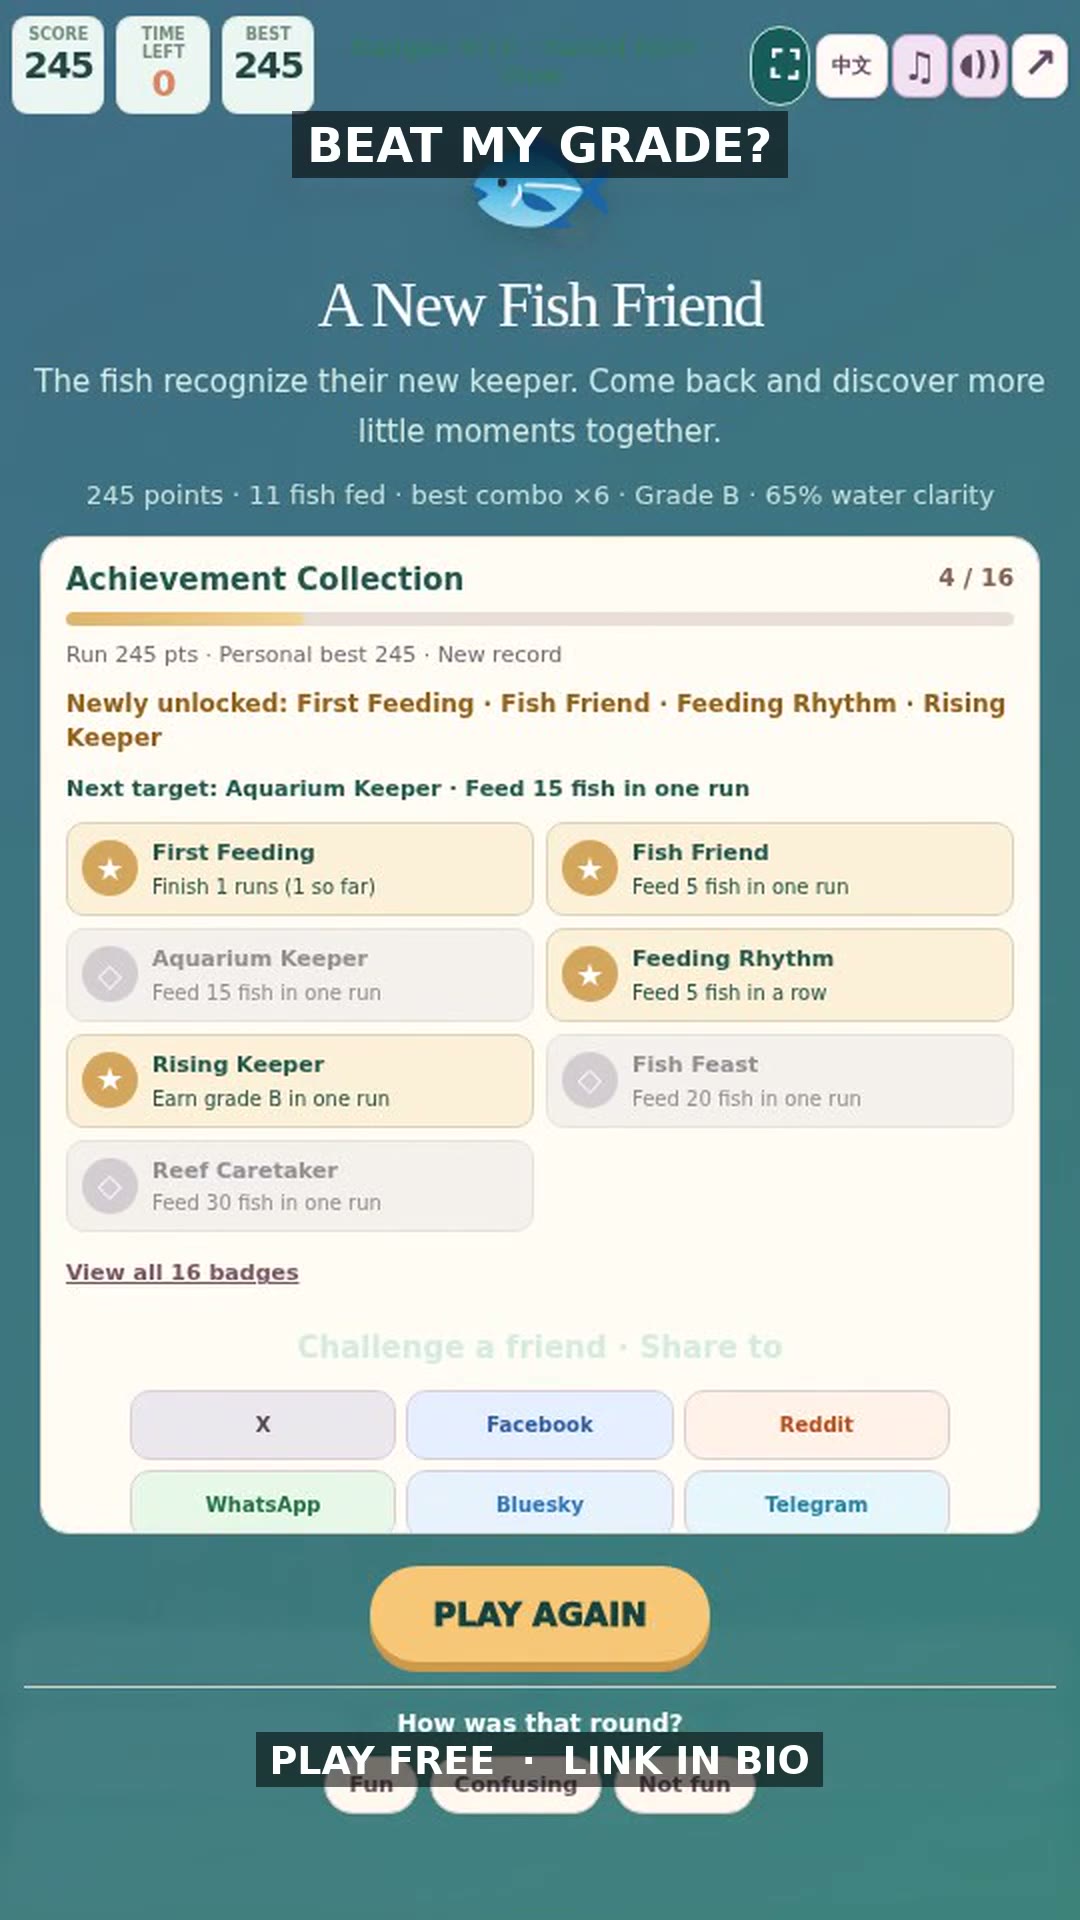 SCORE
245
TIME
LEFT
0
BEST
245
中文
BEAT MY GRADE?
A New Fish Friend
The fish recognize their new keeper. Come back and discover more
little moments together.
245 points · 11 fish fed · best combo ×6 · Grade B · 65% water clarity
Achievement Collection
4 / 16
Run 245 pts · Personal best 245 · New record
Newly unlocked: First Feeding · Fish Friend · Feeding Rhythm · Rising
Keeper
Next target: Aquarium Keeper · Feed 15 fish in one run
First Feeding
Finish 1 runs (1 so far)
Fish Friend
Feed 5 fish in one run
Aquarium Keeper
Feed 15 fish in one run
Feeding Rhythm
Feed 5 fish in a row
Rising Keeper
Earn grade B in one run
Fish Feast
Feed 20 fish in one run
Reef Caretaker
Feed 30 fish in one run
View all 16 badges
Challenge a friend · Share to
X
Facebook
Reddit
WhatsApp
Bluesky
Telegram
PLAY AGAIN
How was that round?
PLAY FREE · LINK IN BIO
Fun
Confusing
Not fun